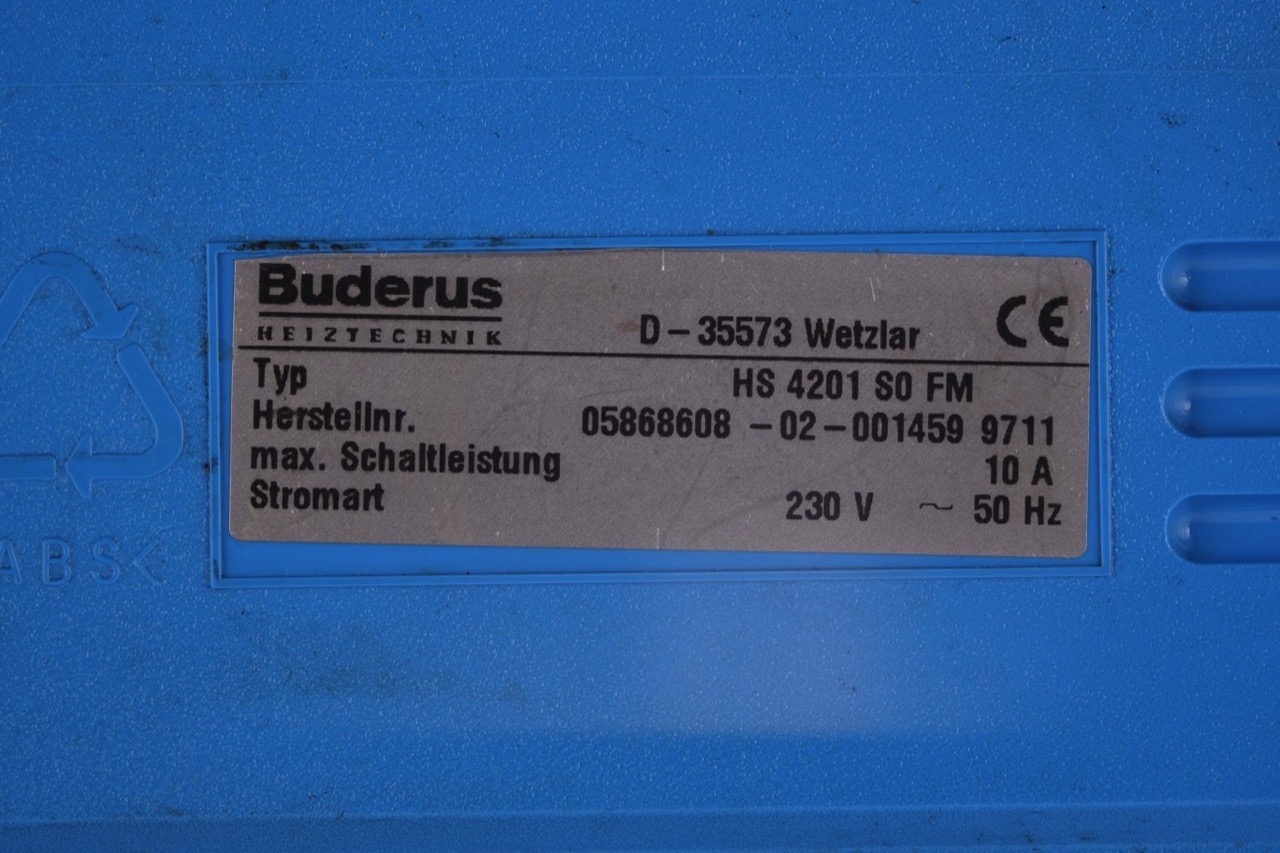 Buderus
HEIZTECHNIK
D-35573 Wetzlar
CE
Typ HS 4201 S0 FM
Herstellnr. 05868608 -02-001459 9711
max. Schaltleistung 10 A
Stromart 230 V ~ 50 Hz
ABS<